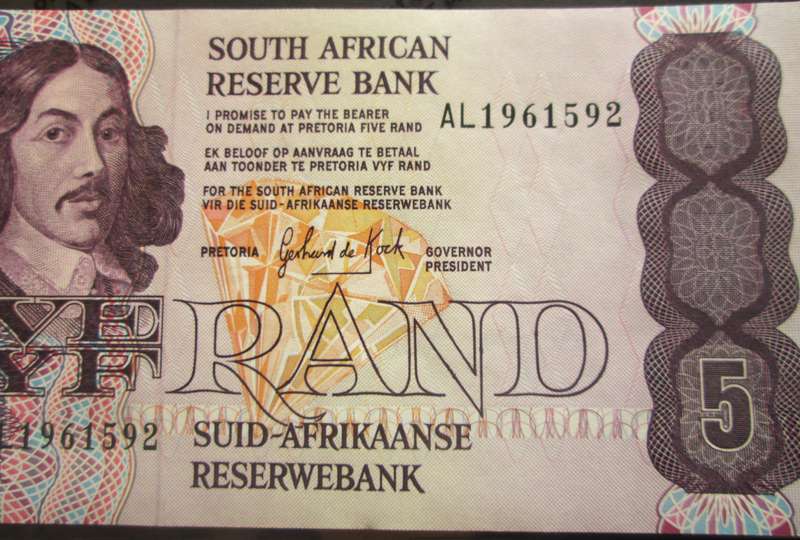 SOUTH AFRICAN
RESERVE BANK
I PROMISE TO PAY THE BEARER
ON DEMAND AT PRETORIA FIVE RAND
AL1961592
EK BELOOF OP AANVRAAG TE BETAAL
AAN TOONDER TE PRETORIA VYF RAND
FOR THE SOUTH AFRICAN RESERVE BANK
VIR DIE SUID-AFRIKAANSE RESERWEBANK
PRETORIA Gerhard de Kock GOVERNOR
PRESIDENT
RAND
5
L1961592
SUID-AFRIKAANSE
RESERWEBANK